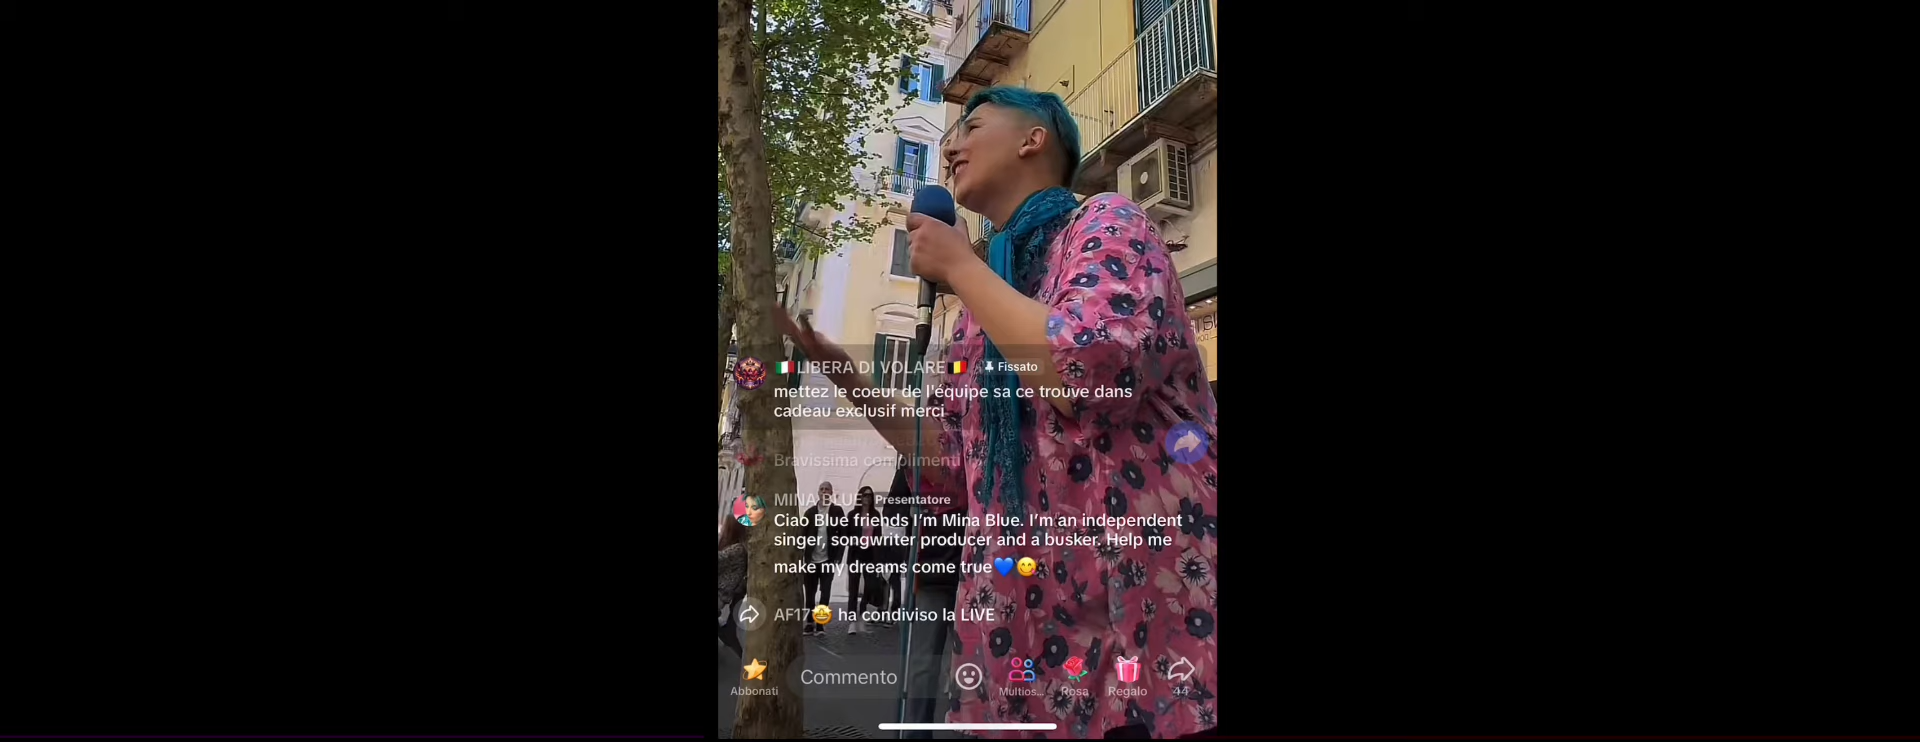 🇮🇹LIBERA DI VOLARE🇧🇪 Fissato
mettez le coeur de l'équipe sa ce trouve dans
cadeau exclusif merci
Bravissima complimenti
MINA BLUE Presentatore
Ciao Blue friends I'm Mina Blue. I'm an independent
singer, songwriter producer and a busker. Help me
make my dreams come true💙😋
AF17🤩 ha condiviso la LIVE
Commento
Abbonati Multios... Rosa Regalo 44